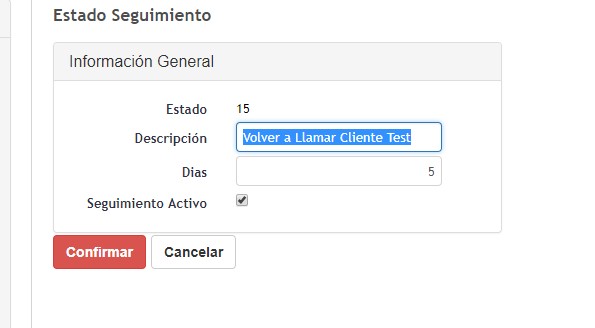 Estado Seguimiento
Información General
Estado 15
Descripción Volver a Llamar Cliente Test
Dias 5
Seguimiento Activo
Confirmar Cancelar